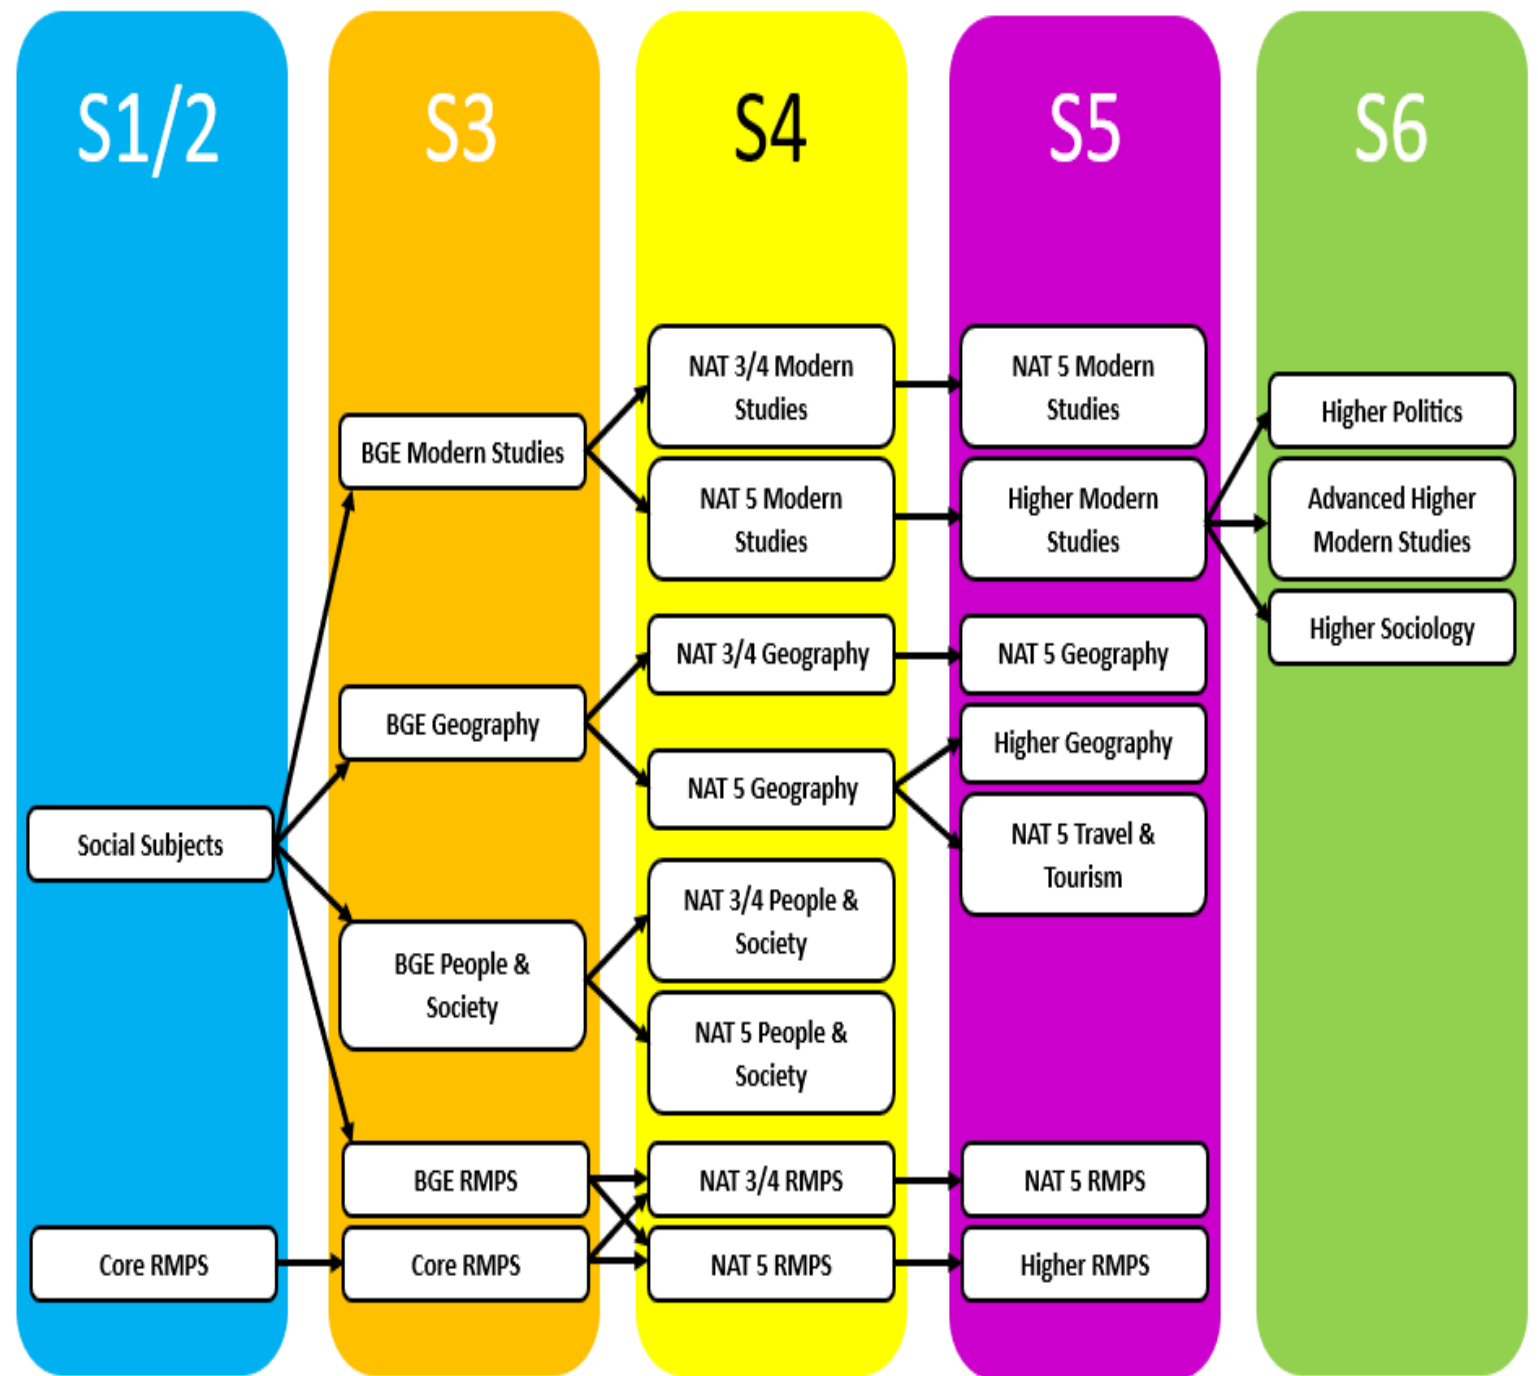 S1/2
S3
S4
S5
S6
Social Subjects
Core RMPS
BGE Modern Studies
BGE Geography
BGE People &
Society
BGE RMPS
Core RMPS
NAT 3/4 Modern
Studies
NAT 5 Modern
Studies
NAT 3/4 Geography
NAT 5 Geography
NAT 3/4 People &
Society
NAT 5 People &
Society
NAT 3/4 RMPS
NAT 5 RMPS
NAT 5 Modern
Studies
Higher Modern
Studies
NAT 5 Geography
Higher Geography
NAT 5 Travel &
Tourism
NAT 5 RMPS
Higher RMPS
Higher Politics
Advanced Higher
Modern Studies
Higher Sociology